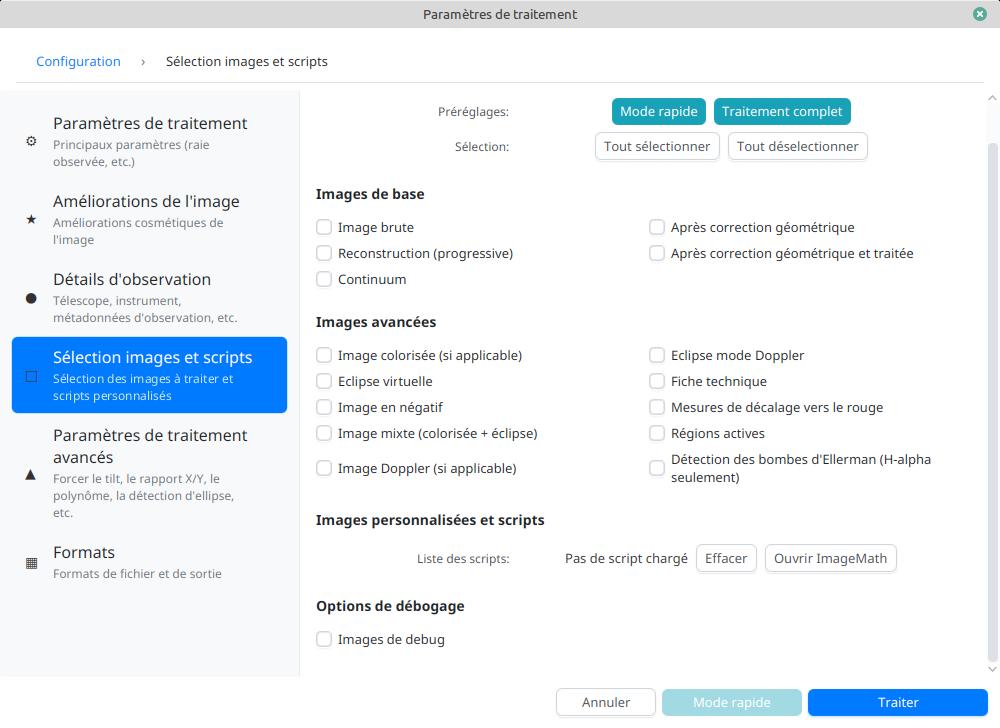 Paramètres de traitement
Configuration › Sélection images et scripts
Paramètres de traitement
Principaux paramètres (raie
observée, etc.)
Améliorations de l'image
Améliorations cosmétiques de
l'image
Détails d'observation
Télescope, instrument,
métadonnées d'observation, etc.
Sélection images et scripts
Sélection des images à traiter et
scripts personnalisés
Paramètres de traitement
avancés
Forcer le tilt, le rapport X/Y, le
polynôme, la détection d'ellipse,
etc.
Formats
Formats de fichier et de sortie
Préréglages: Mode rapide Traitement complet
Sélection: Tout sélectionner Tout déselectionner
Images de base
Image brute Après correction géométrique
Reconstruction (progressive) Après correction géométrique et traitée
Continuum
Images avancées
Image colorisée (si applicable) Eclipse mode Doppler
Eclipse virtuelle Fiche technique
Image en négatif Mesures de décalage vers le rouge
Image mixte (colorisée + éclipse) Régions actives
Image Doppler (si applicable) Détection des bombes d'Ellerman (H-alpha
seulement)
Images personnalisées et scripts
Liste des scripts: Pas de script chargé Effacer Ouvrir ImageMath
Options de débogage
Images de debug
Annuler Mode rapide Traiter